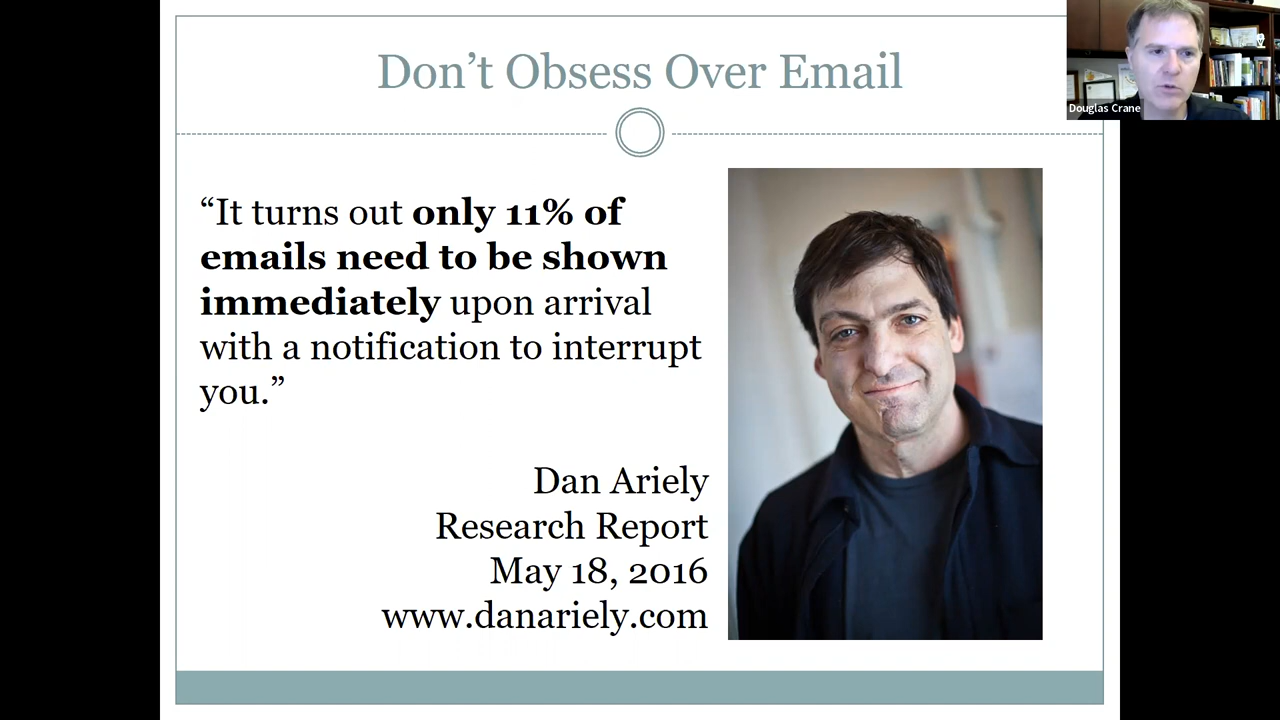 Don’t Obsess Over Email
Douglas Crane
“It turns out only 11% of
emails need to be shown
immediately upon arrival
with a notification to interrupt
you.”
Dan Ariely
Research Report
May 18, 2016
www.danariely.com